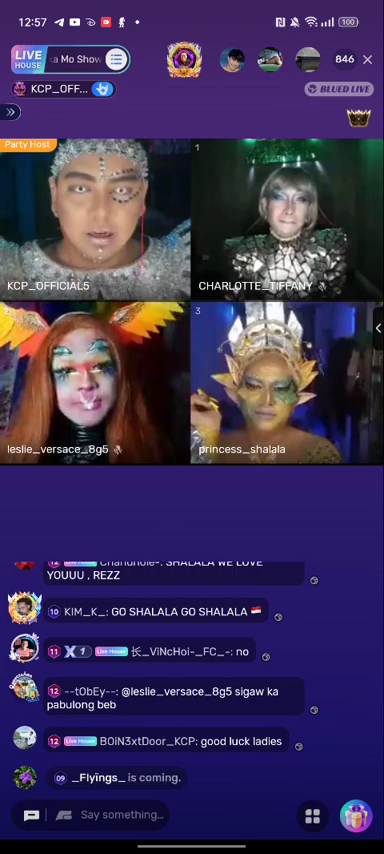 12:57
100
LIVE
HOUSE
a Mo Show
846
KCP_OFF...
BLUED LIVE
Party Host
1
KCP_OFFICIAL5
CHARLOTTE_TIFFANY
3
leslie_versace_8g5
princess_shalala
SHALALA WE LOVE
YOUUU , REZZ
10 KIM_K_: GO SHALALA GO SHALALA 🇮🇩
11 X 1 Live House 长_ViNcHoi-_FC_-: no
12 --tObEy--: @leslie_versace_8g5 sigaw ka
pabulong beb
12 Live House BOiN3xtDoor_KCP: good luck ladies
09 _Flyïngs_ is coming.
Say something...